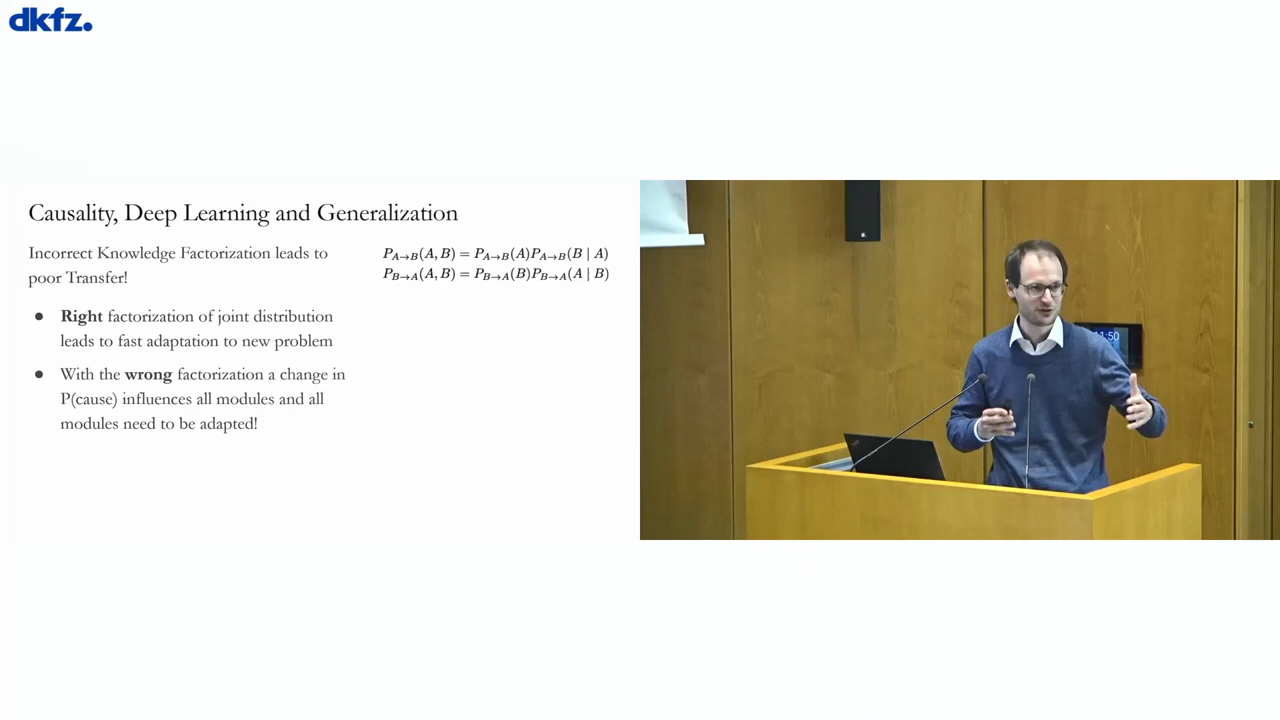 dkfz.
Causality, Deep Learning and Generalization
Incorrect Knowledge Factorization leads to
poor Transfer!
● Right factorization of joint distribution
leads to fast adaptation to new problem
● With the wrong factorization a change in
P(cause) influences all modules and all
modules need to be adapted!
P_{A→B}(A, B) = P_{A→B}(A)P_{A→B}(B | A)
P_{B→A}(A, B) = P_{B→A}(B)P_{B→A}(A | B)
11:50